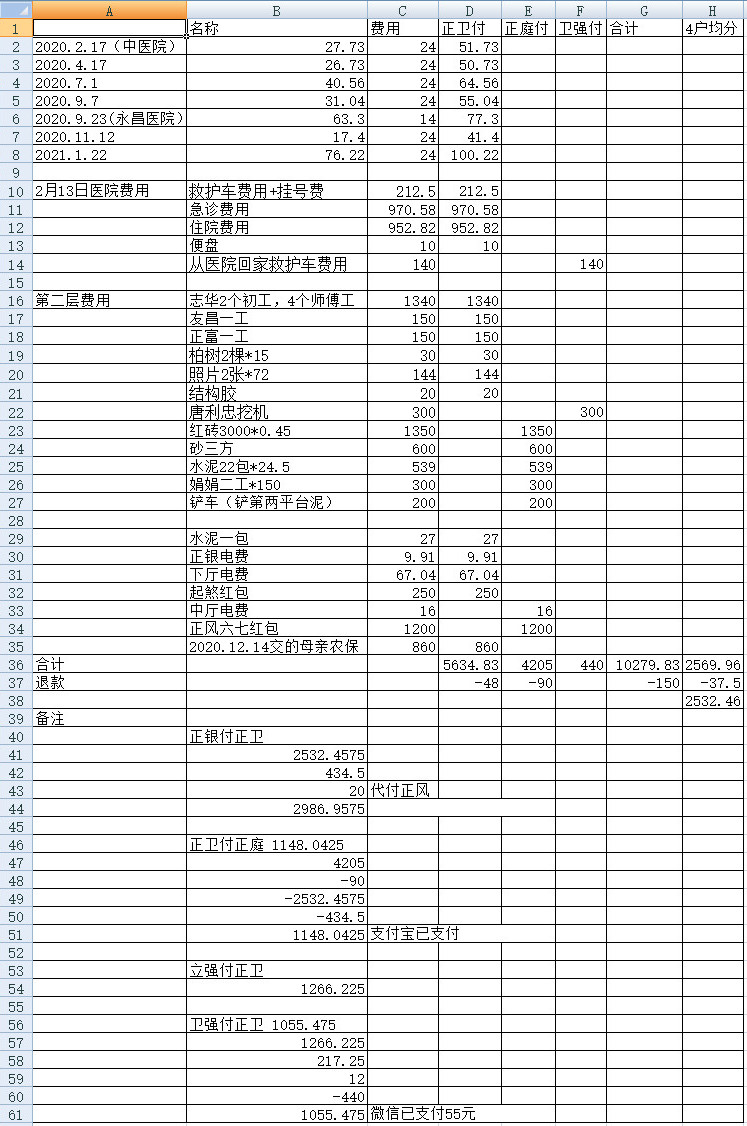 A B C D E F G H
1 名称 费用 正卫付 正庭付 卫强付 合计 4户均分
2 2020.2.17（中医院） 27.73 24 51.73
3 2020.4.17 26.73 24 50.73
4 2020.7.1 40.56 24 64.56
5 2020.9.7 31.04 24 55.04
6 2020.9.23(永昌医院) 63.3 14 77.3
7 2020.11.12 17.4 24 41.4
8 2021.1.22 76.22 24 100.22
9
10 2月13日医院费用 救护车费用+挂号费 212.5 212.5
11 急诊费用 970.58 970.58
12 住院费用 952.82 952.82
13 便盘 10 10
14 从医院回家救护车费用 140 140
15
16 第二层费用 志华2个初工，4个师傅工 1340 1340
17 友昌一工 150 150
18 正富一工 150 150
19 柏树2棵*15 30 30
20 照片2张*72 144 144
21 结构胶 20 20
22 唐利忠挖机 300 300
23 红砖3000*0.45 1350 1350
24 砂三方 600 600
25 水泥22包*24.5 539 539
26 娟娟二工*150 300 300
27 铲车（铲第两平台泥） 200 200
28
29 水泥一包 27 27
30 正银电费 9.91 9.91
31 下厅电费 67.04 67.04
32 起煞红包 250 250
33 中厅电费 16 16
34 正风六七红包 1200 1200
35 2020.12.14交的母亲农保 860 860
36 合计 5634.83 4205 440 10279.83 2569.96
37 退款 -48 -90 -150 -37.5
38 2532.46
39 备注
40 正银付正卫
41 2532.4575
42 434.5
43 20 代付正风
44 2986.9575
45
46 正卫付正庭 1148.0425
47 4205
48 -90
49 -2532.4575
50 -434.5
51 1148.0425 支付宝已支付
52
53 立强付正卫
54 1266.225
55
56 卫强付正卫 1055.475
57 1266.225
58 217.25
59 12
60 -440
61 1055.475 微信已支付55元